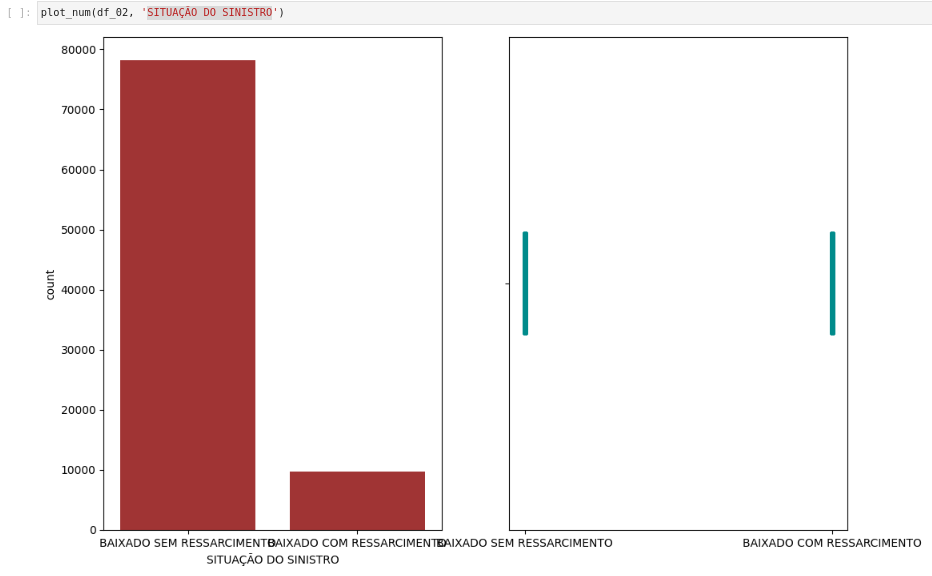 [ ]: plot_num(df_02, 'SITUAÇÃO DO SINISTRO')
80000
70000
60000
50000
40000
30000
20000
10000
0
count
BAIXADO SEM RESSARCIMENTO
BAIXADO COM RESSARCIMENTO
SITUAÇÃO DO SINISTRO
BAIXADO SEM RESSARCIMENTO
BAIXADO COM RESSARCIMENTO